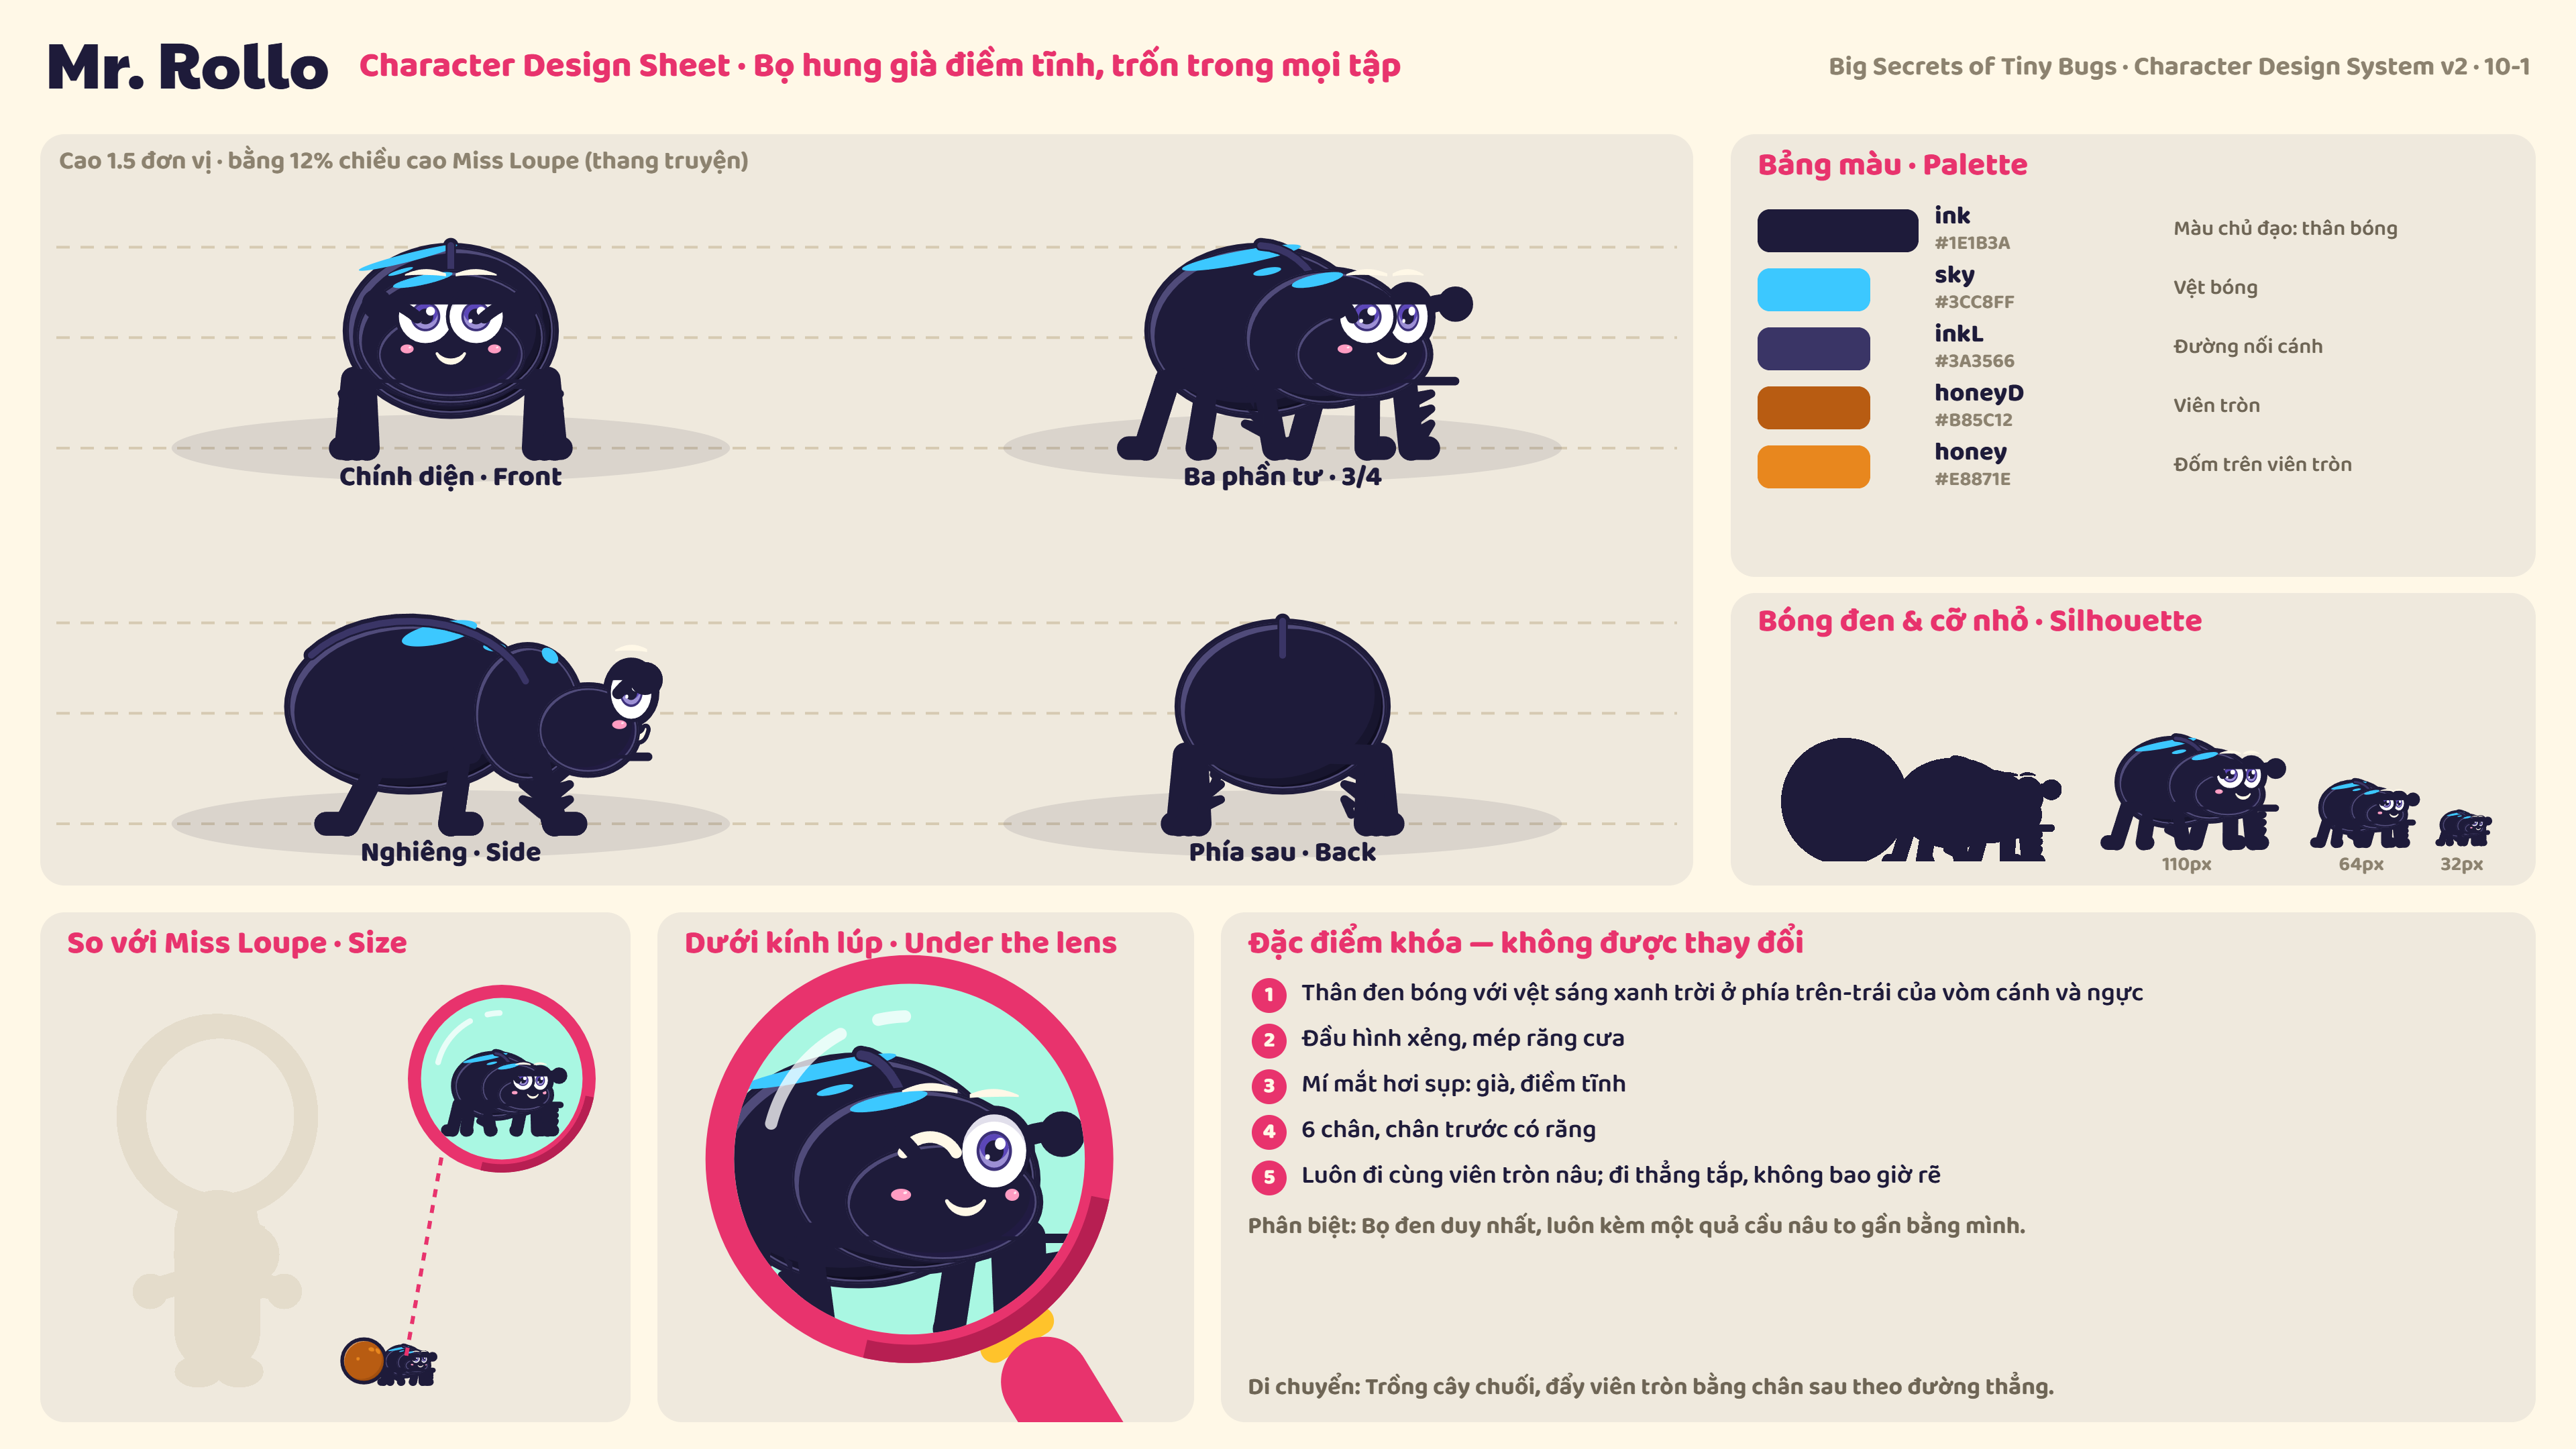 Mr. Rollo
Character Design Sheet · Bọ hung già điềm tĩnh, trốn trong mọi tập
Big Secrets of Tiny Bugs · Character Design System v2 · 10-1
Cao 1.5 đơn vị · bằng 12% chiều cao Miss Loupe (thang truyện)
Chính diện · Front
Ba phần tư · 3/4
Nghiêng · Side
Phía sau · Back
Bảng màu · Palette
ink
#1E1B3A
Màu chủ đạo: thân bóng
sky
#3CC8FF
Vệt bóng
inkL
#3A3566
Đường nối cánh
honeyD
#B85C12
Viên tròn
honey
#E8871E
Đốm trên viên tròn
Bóng đen & cỡ nhỏ · Silhouette
110px
64px
32px
So với Miss Loupe · Size
Dưới kính lúp · Under the lens
Đặc điểm khóa — không được thay đổi
1 Thân đen bóng với vệt sáng xanh trời ở phía trên-trái của vòm cánh và ngực
2 Đầu hình xẻng, mép răng cưa
3 Mí mắt hơi sụp: già, điềm tĩnh
4 6 chân, chân trước có răng
5 Luôn đi cùng viên tròn nâu; đi thẳng tắp, không bao giờ rẽ
Phân biệt: Bọ đen duy nhất, luôn kèm một quả cầu nâu to gần bằng mình.
Di chuyển: Trồng cây chuối, đẩy viên tròn bằng chân sau theo đường thẳng.